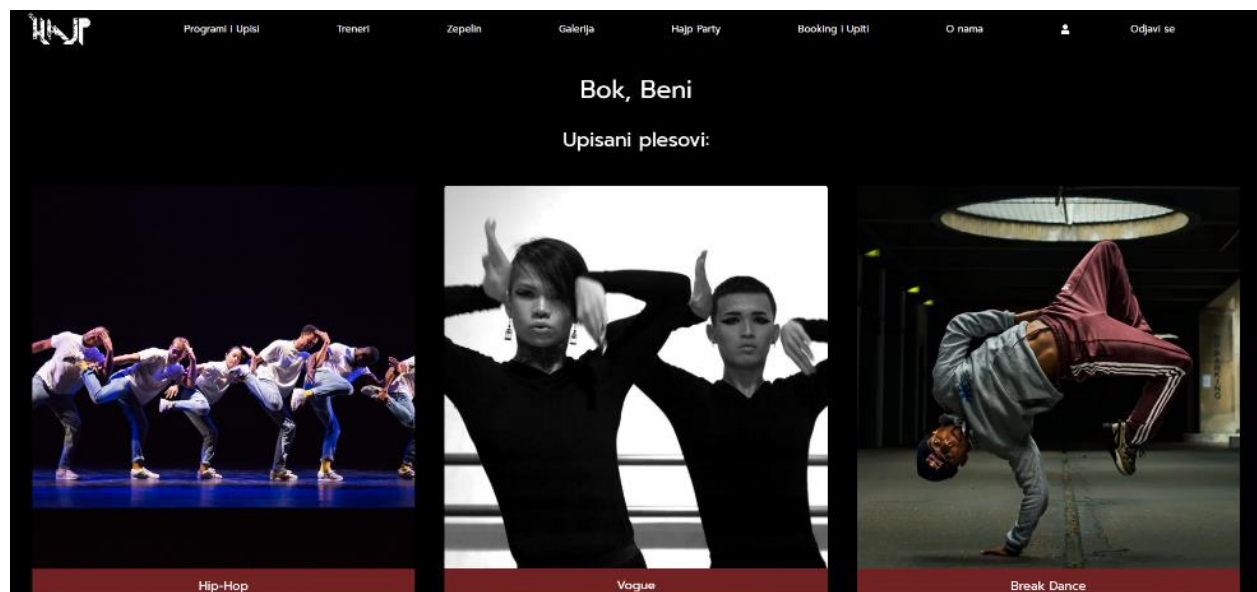 HAJP
Programi i Upisi Treneri Zepelin Galerija Hajp Party Booking i Upiti O nama Odjavi se
Bok, Beni
Upisani plesovi:
Hip-Hop Vogue Break Dance